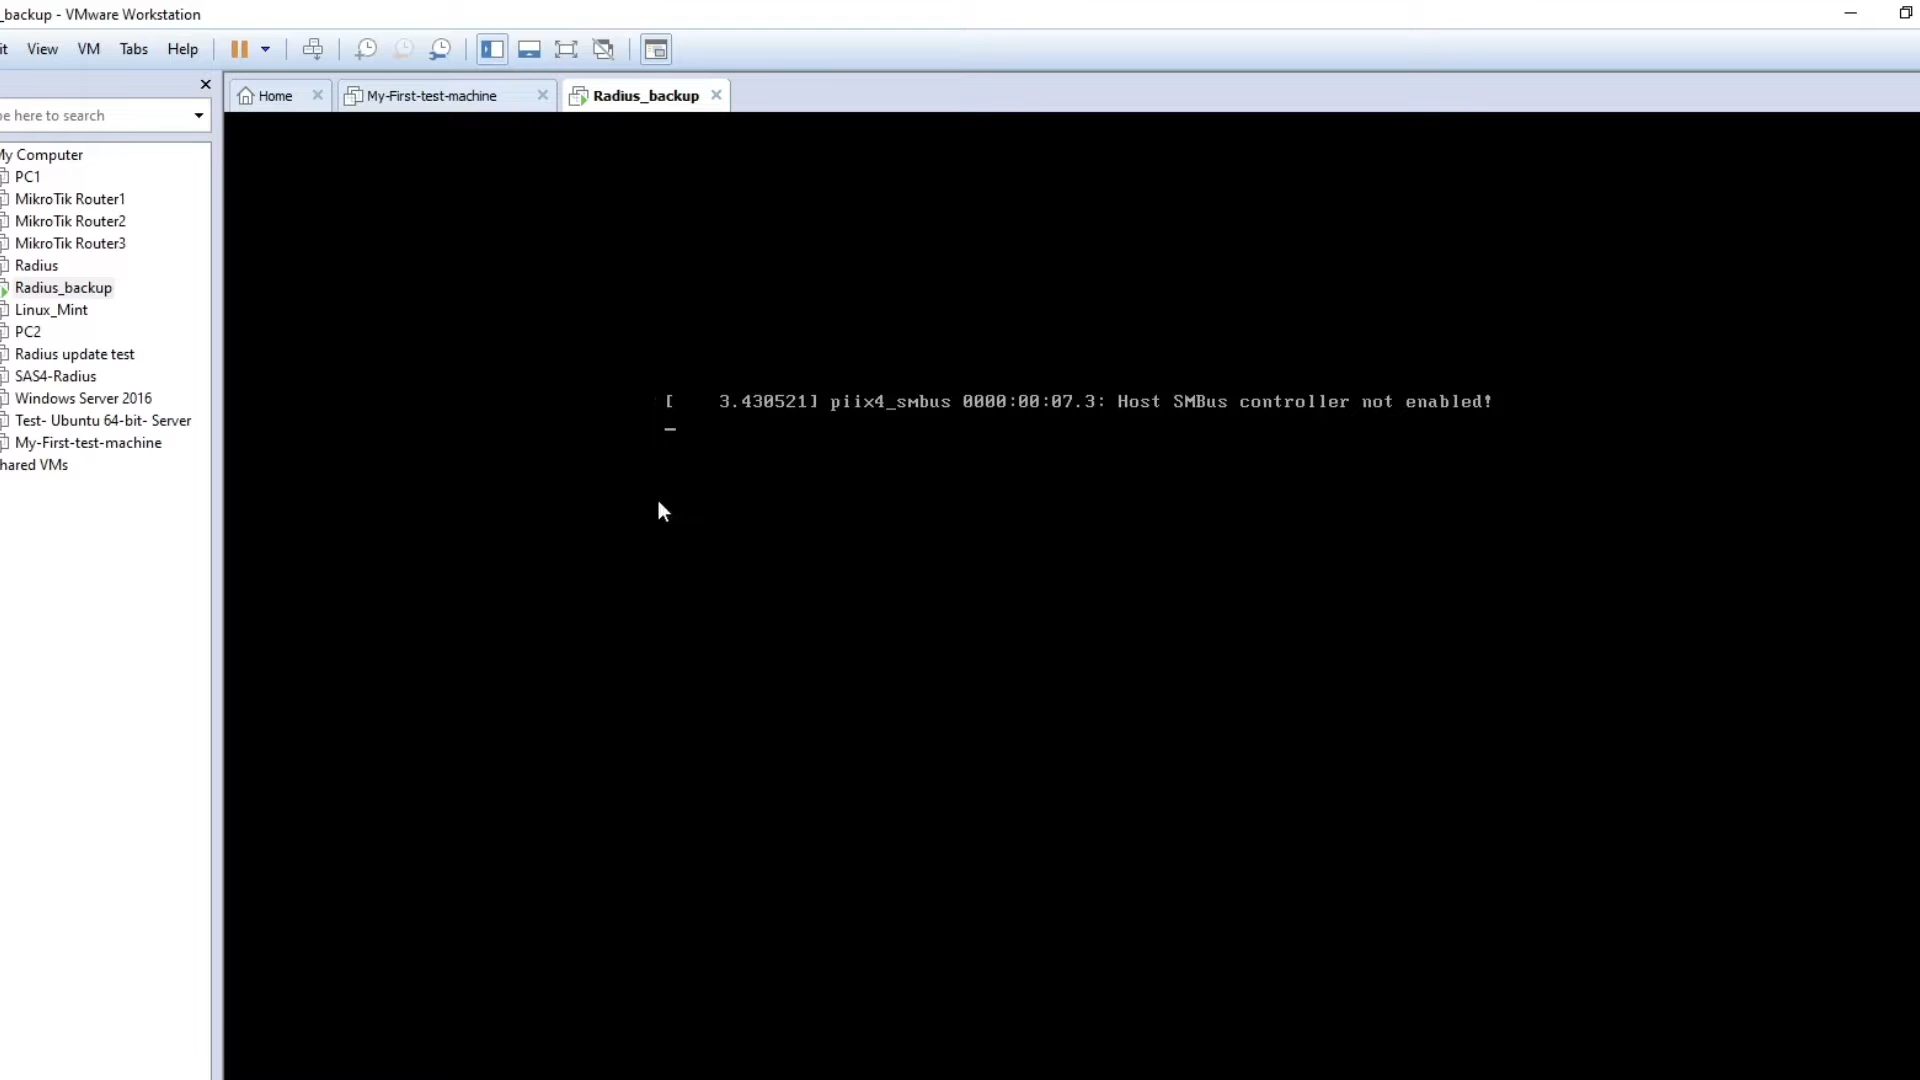 _backup - VMware Workstation
it View VM Tabs Help
Home My-First-test-machine Radius_backup
pe here to search
My Computer
PC1
MikroTik Router1
MikroTik Router2
MikroTik Router3
Radius
Radius_backup
Linux_Mint
PC2
Radius update test
SAS4-Radius
Windows Server 2016
Test- Ubuntu 64-bit- Server
My-First-test-machine
hared VMs
[    3.430521] piix4_smbus 0000:00:07.3: Host SMBus controller not enabled!
_